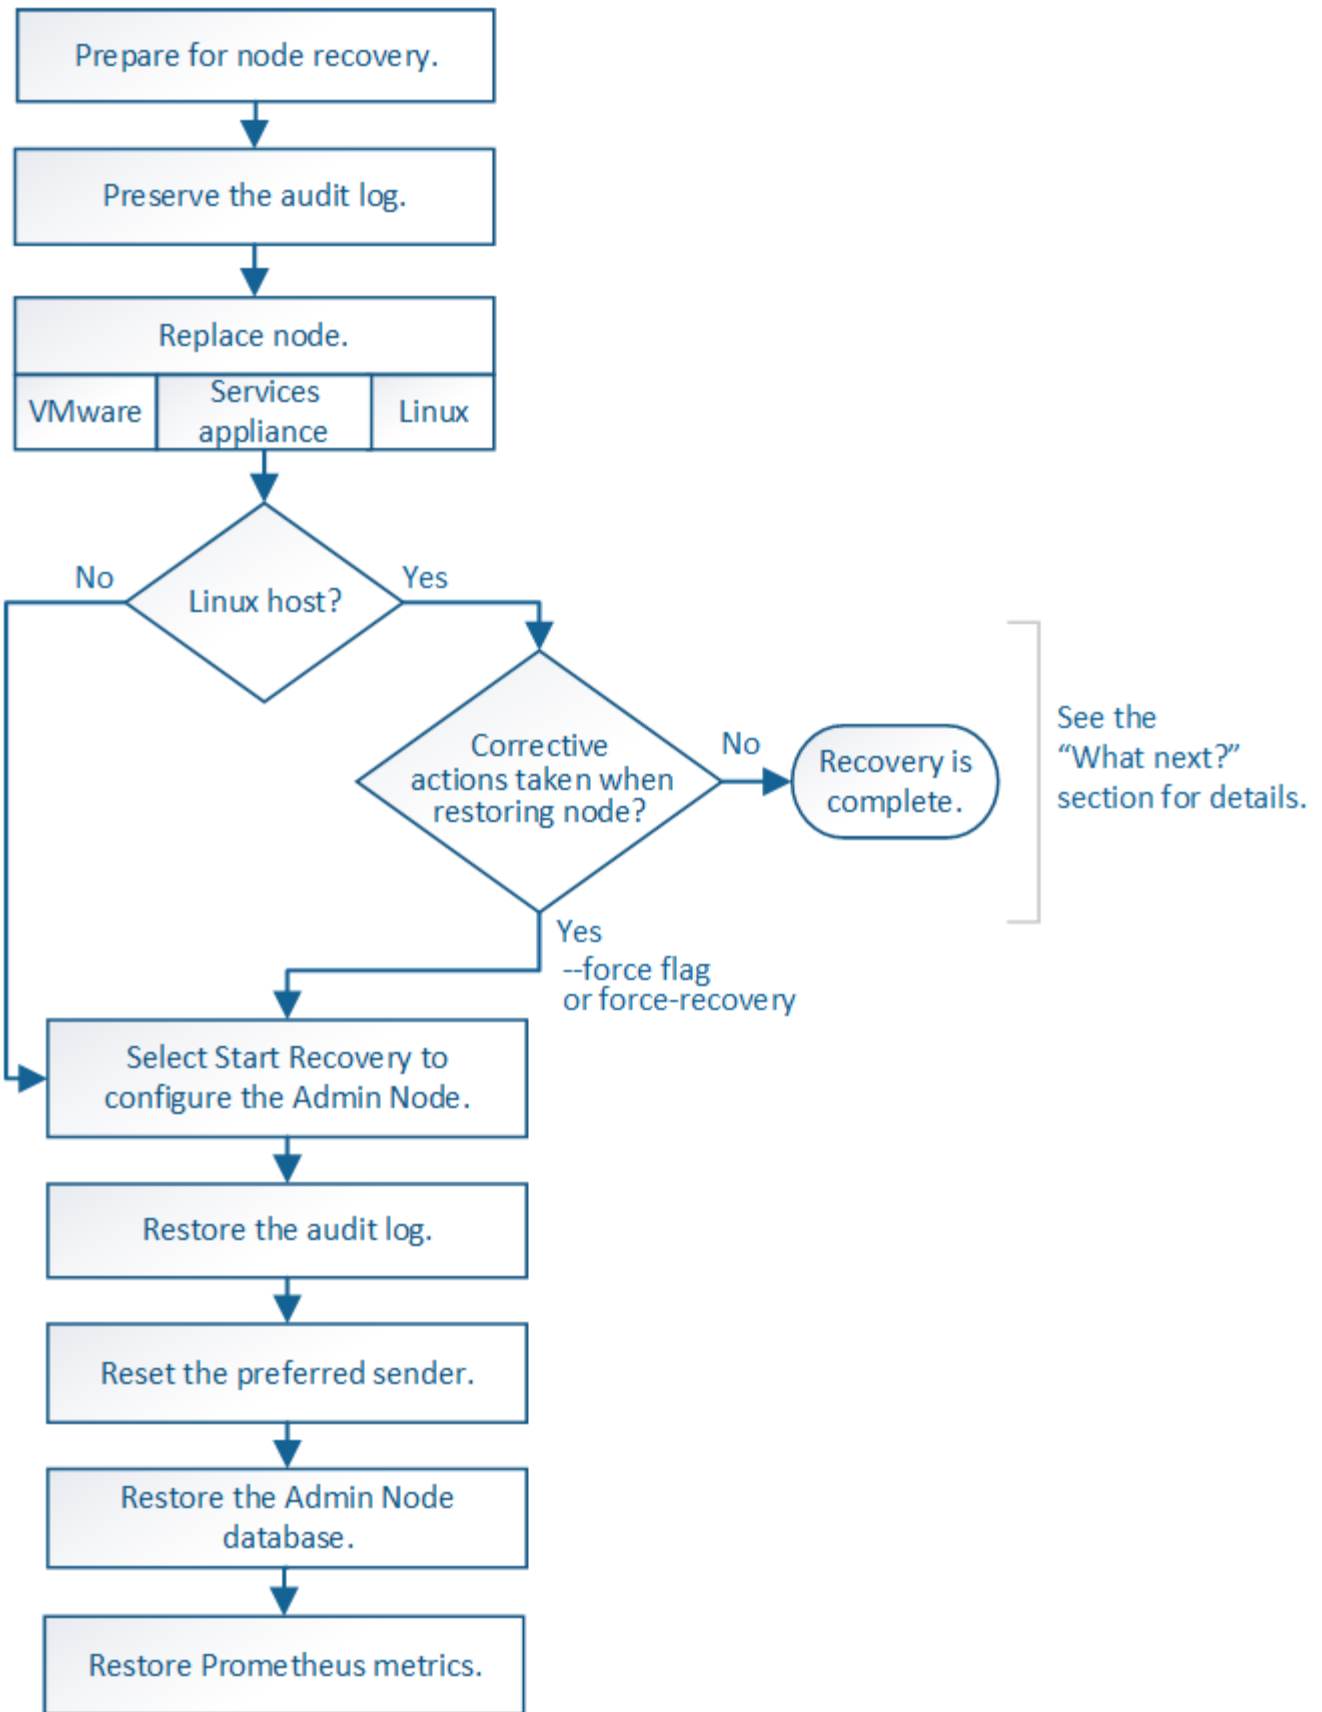 Prepare for node recovery.
Preserve the audit log.
Replace node.
VMware
Services
appliance
Linux
No
Yes
Linux host?
Corrective
actions taken when
restoring node?
No
Recovery is
complete.
See the
“What next?”
section for details.
Yes
--force flag
or force-recovery
Select Start Recovery to
configure the Admin Node.
Restore the audit log.
Reset the preferred sender.
Restore the Admin Node
database.
Restore Prometheus metrics.